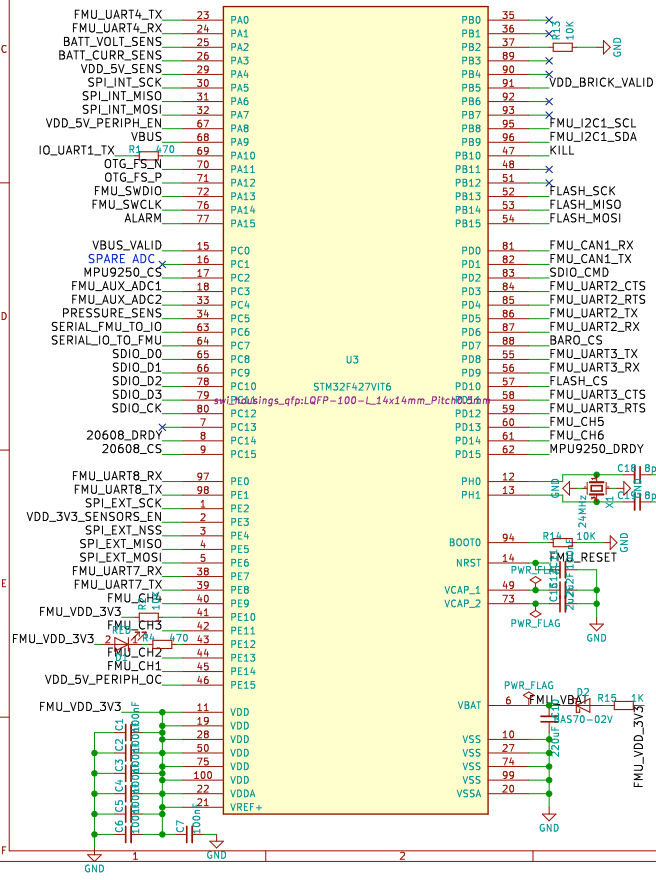 FMU_UART4_TX 23 PA0 PB0 35
FMU_UART4_RX 24 PA1 PB1 36
BATT_VOLT_SENS 25 PA2 PB2 37 R13 10K GND
BATT_CURR_SENS 26 PA3 PB3 89
VDD_5V_SENS 29 PA4 PB4 90
SPI_INT_SCK 30 PA5 PB5 91 VDD_BRICK_VALID
SPI_INT_MISO 31 PA6 PB6 92
SPI_INT_MOSI 32 PA7 PB7 93
VDD_5V_PERIPH_EN 67 PA8 PB8 95 FMU_I2C1_SCL
VBUS 68 PA9 PB9 96 FMU_I2C1_SDA
IO_UART1_TX R1 470 69 PA10 PB10 47 KILL
OTG_FS_N 70 PA11 PB11 48
OTG_FS_P 71 PA12 PB12 51
FMU_SWDIO 72 PA13 PB13 52 FLASH_SCK
FMU_SWCLK 76 PA14 PB14 53 FLASH_MISO
ALARM 77 PA15 PB15 54 FLASH_MOSI
VBUS_VALID 15 PC0 PD0 81 FMU_CAN1_RX
SPARE ADC 16 PC1 PD1 82 FMU_CAN1_TX
MPU9250_CS 17 PC2 PD2 83 SDIO_CMD
FMU_AUX_ADC1 18 PC3 PD3 84 FMU_UART2_CTS
FMU_AUX_ADC2 33 PC4 PD4 85 FMU_UART2_RTS
PRESSURE_SENS 34 PC5 PD5 86 FMU_UART2_TX
SERIAL_FMU_TO_IO 63 PC6 PD6 87 FMU_UART2_RX
SERIAL_IO_TO_FMU 64 PC7 PD7 88 BARO_CS
SDIO_D0 65 PC8 U3 PD8 55 FMU_UART3_TX
SDIO_D1 66 PC9 PD9 56 FMU_UART3_RX
SDIO_D2 78 PC10 STM32F427VIT6 PD10 57 FLASH_CS
SDIO_D3 79 PC11 swi_housings_qfp:LQFP-100-L_14x14mm_Pitch0.5mm PD11 58 FMU_UART3_CTS
SDIO_CK 80 PC12 PD12 59 FMU_UART3_RTS
7 PC13 PD13 60 FMU_CH5
20608_DRDY 8 PC14 PD14 61 FMU_CH6
20608_CS 9 PC15 PD15 62 MPU9250_DRDY
FMU_UART8_RX 97 PE0 PH0 12 GND 24MHz X1 GND C18 8p
FMU_UART8_TX 98 PE1 PH1 13 C19 8p
SPI_EXT_SCK 1 PE2
VDD_3V3_SENSORS_EN 2 PE3
SPI_EXT_NSS 3 PE4
SPI_EXT_MISO 4 PE5 BOOT0 94 R14 10K GND
SPI_EXT_MOSI 5 PE6 NRST 14 FMU_RESET
FMU_UART7_RX 38 PE7 PWR_FLAG
FMU_UART7_TX 39 PE8 VCAP_1 49
FMU_CH4 40 PE9 VCAP_2 73
FMU_VDD_3V3 41 PE10 PWR_FLAG
FMU_CH3 42 PE11 GND
FMU_VDD_3V3 2 RED 1 D1 R4 470 43 PE12
FMU_CH2 44 PE13
FMU_CH1 45 PE14
VDD_5V_PERIPH_OC 46 PE15 PWR_FLAG
FMU_VDD_3V3 11 VDD VBAT 6 FMU_VBAT D2 BAS70-02V R15 1K FMU_VDD_3V3
19 VDD
C1 100nF 28 VDD VSS 10 220uF
C2 50 VDD VSS 27
C3 75 VDD VSS 74
100 VDD VSS 99
C4 22 VDDA VSSA 20
C5 21 VREF+ GND
C6 C7 100nF
GND GND
C
D
E
F
1 2